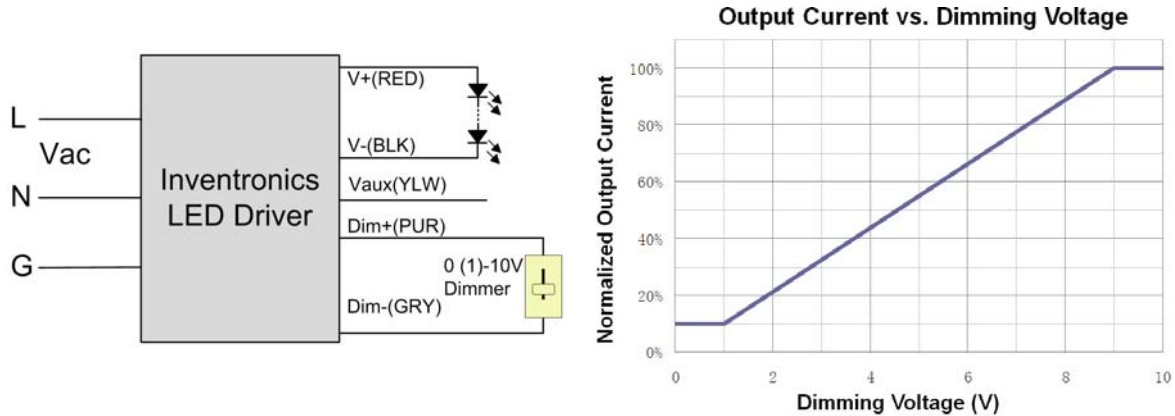 L
Vac
N
G
Inventronics
LED Driver
V+(RED)
V-(BLK)
Vaux(YLW)
Dim+(PUR)
0 (1)-10V
Dimmer
Dim-(GRY)
Output Current vs. Dimming Voltage
Normalized Output Current
100%
80%
60%
40%
20%
0%
0 2 4 6 8 10
Dimming Voltage (V)